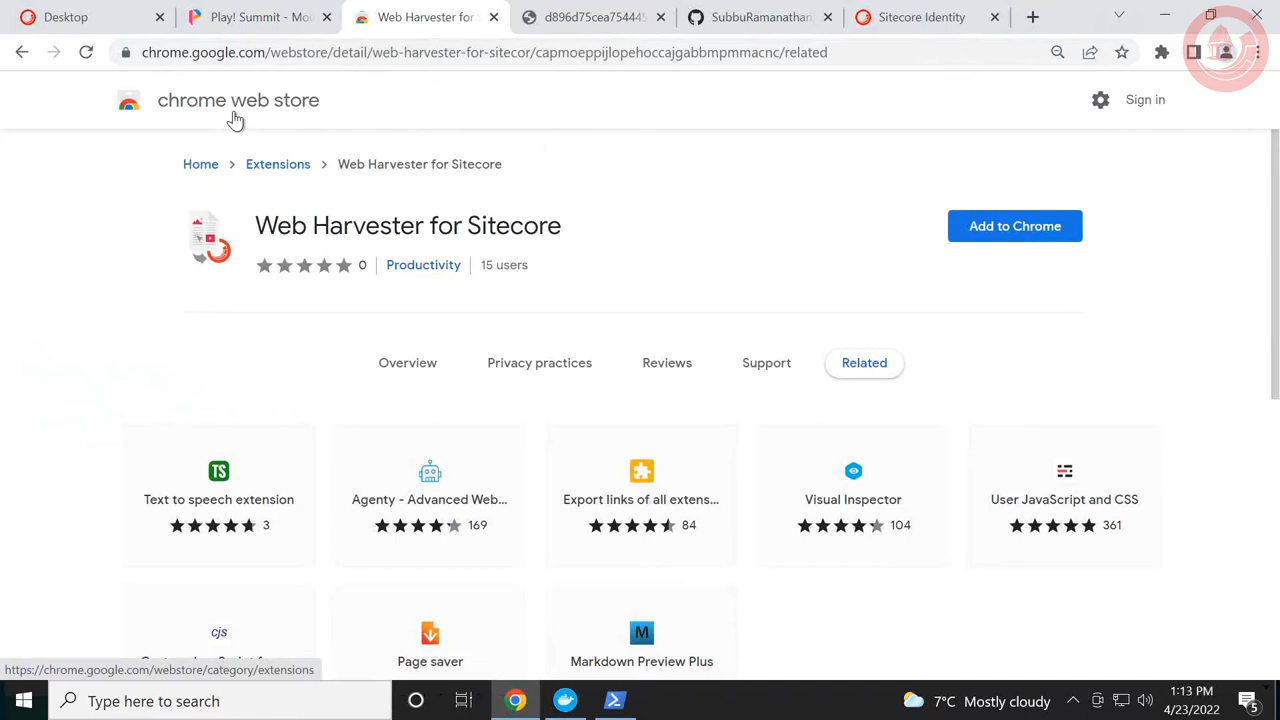 Desktop
Play! Summit - Mo
Web Harvester for S
d896d75cea754445
SubbuRamanathan
Sitecore Identity
chrome.google.com/webstore/detail/web-harvester-for-sitecor/capmoeppijlopehoccajgabbmpmmacnc/related
chrome web store
Sign in
Home > Extensions > Web Harvester for Sitecore
Web Harvester for Sitecore
Add to Chrome
0
Productivity
15 users
Overview
Privacy practices
Reviews
Support
Related
TS
Text to speech extension
3
Agenty - Advanced Web...
169
Export links of all extens...
84
Visual Inspector
104
User JavaScript and CSS
361
cjs
Page saver
M
Markdown Preview Plus
https://chrome.google.com/webstore/category/extensions
Type here to search
7°C Mostly cloudy
1:13 PM
4/23/2022
5